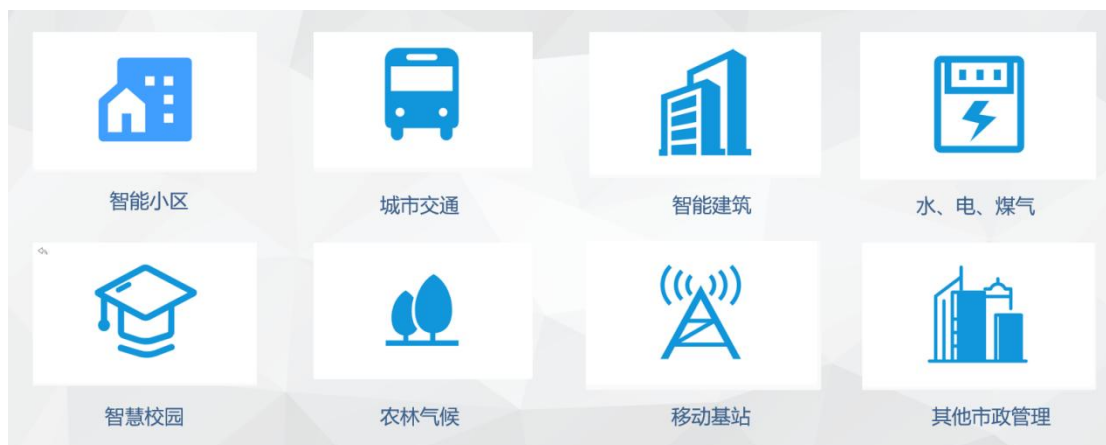 智能小区
城市交通
智能建筑
水、电、煤气
智慧校园
农林气候
移动基站
其他市政管理